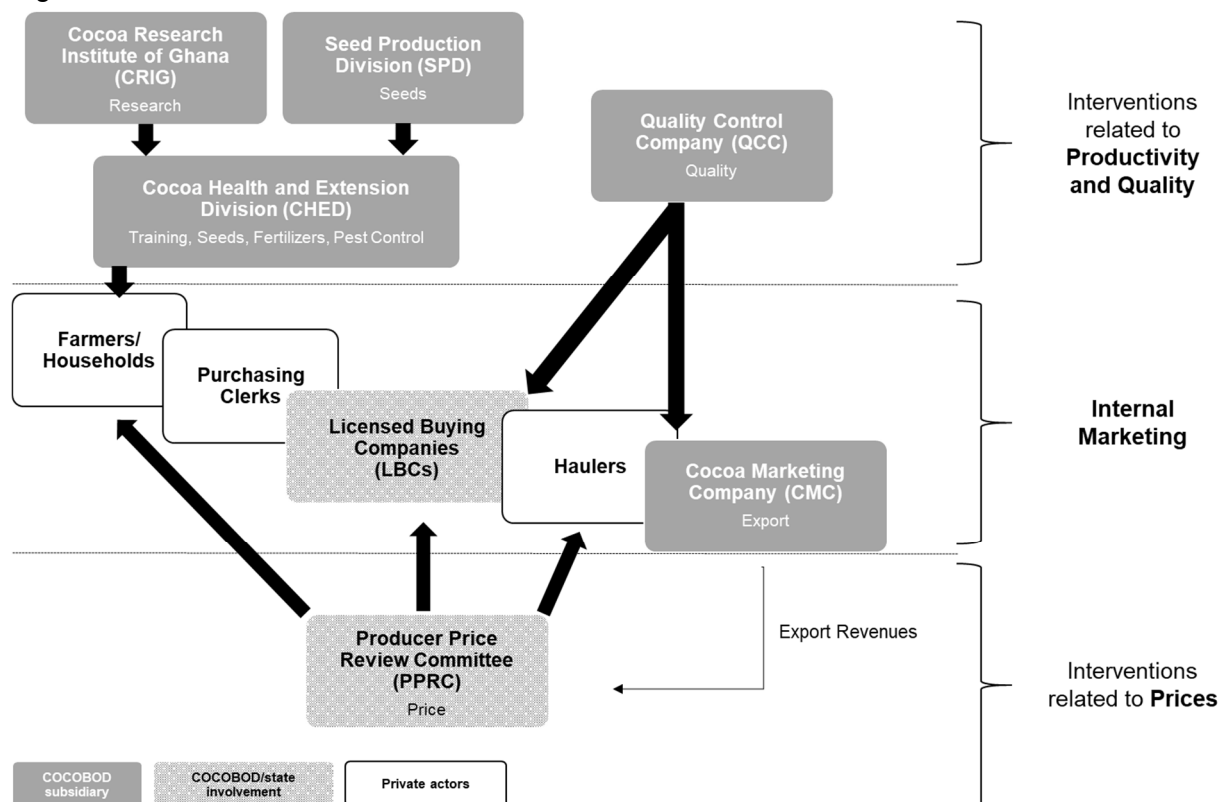 Cocoa Research
Institute of Ghana
(CRIG)
Research
Seed Production
Division (SPD)
Seeds
Quality Control
Company (QCC)
Quality
Interventions
related to
Productivity
and Quality
Cocoa Health and Extension
Division (CHED)
Training, Seeds, Fertilizers, Pest Control
Farmers/
Households
Purchasing
Clerks
Licensed Buying
Companies
(LBCs)
Haulers
Cocoa Marketing
Company (CMC)
Export
Internal
Marketing
Producer Price
Review Committee
(PPRC)
Price
Export Revenues
Interventions
related to Prices
COCOBOD
subsidiary
COCOBOD/state
involvement
Private actors